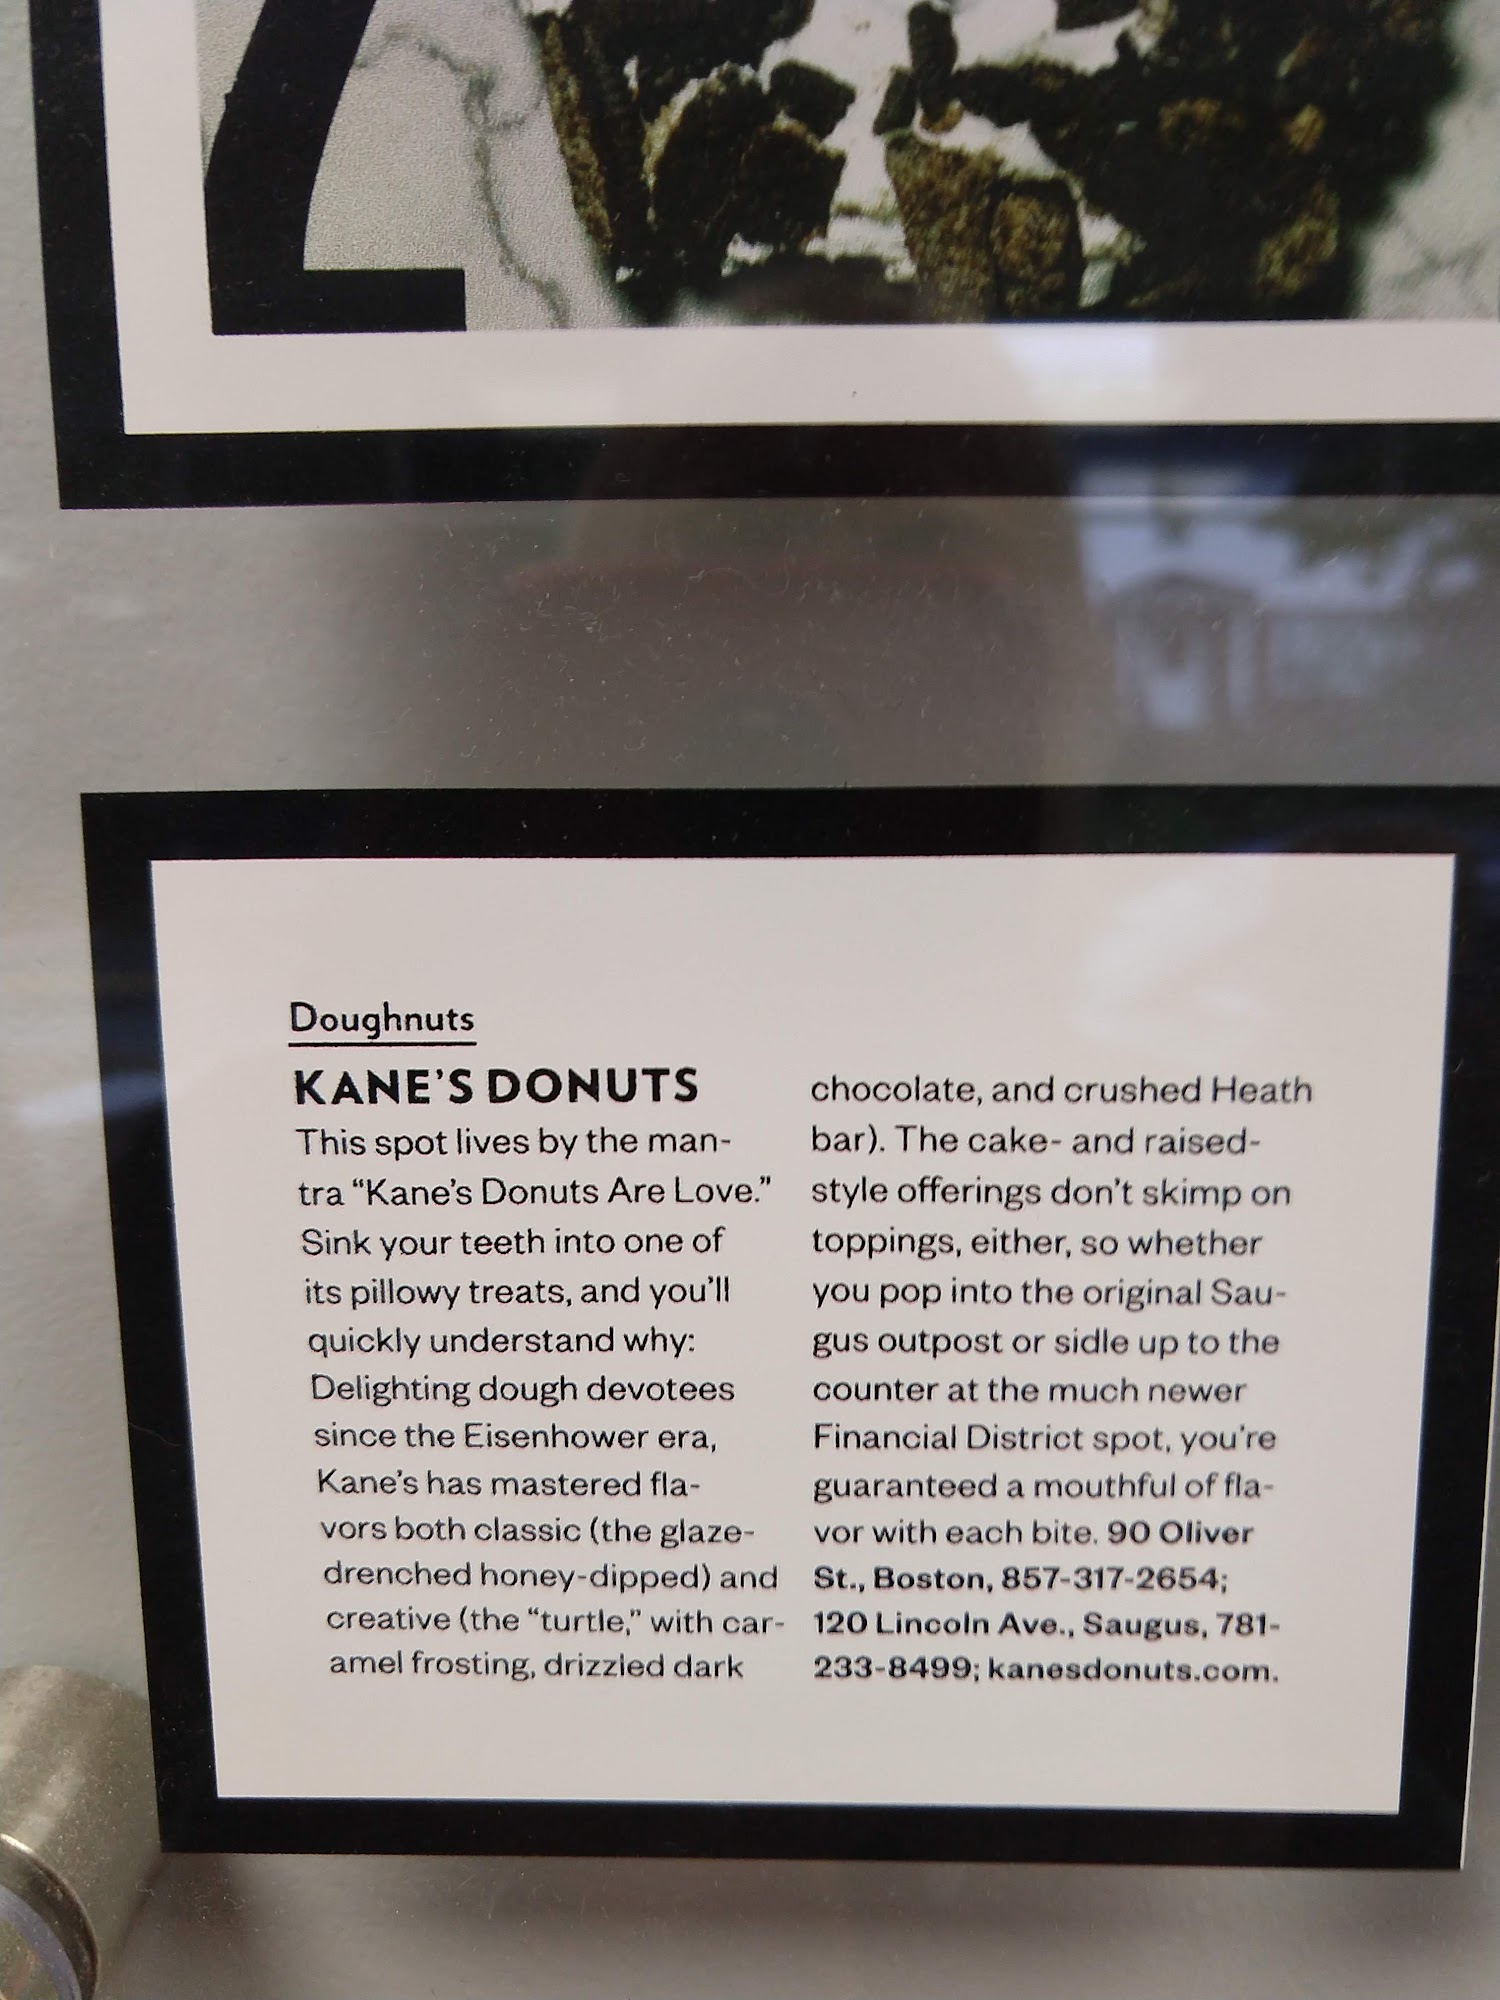 Doughnuts
KANE'S DONUTS
This spot lives by the man-
tra “Kane's Donuts Are Love.”
Sink your teeth into one of
its pillowy treats, and you'll
quickly understand why:
Delighting dough devotees
since the Eisenhower era,
Kane's has mastered fla-
vors both classic (the glaze-
drenched honey-dipped) and
creative (the “turtle,” with car-
amel frosting, drizzled dark
chocolate, and crushed Heath
bar). The cake- and raised-
style offerings don't skimp on
toppings, either, so whether
you pop into the original Sau-
gus outpost or sidle up to the
counter at the much newer
Financial District spot, you're
guaranteed a mouthful of fla-
vor with each bite. 90 Oliver
St., Boston, 857-317-2654;
120 Lincoln Ave., Saugus, 781-
233-8499; kanesdonuts.com.